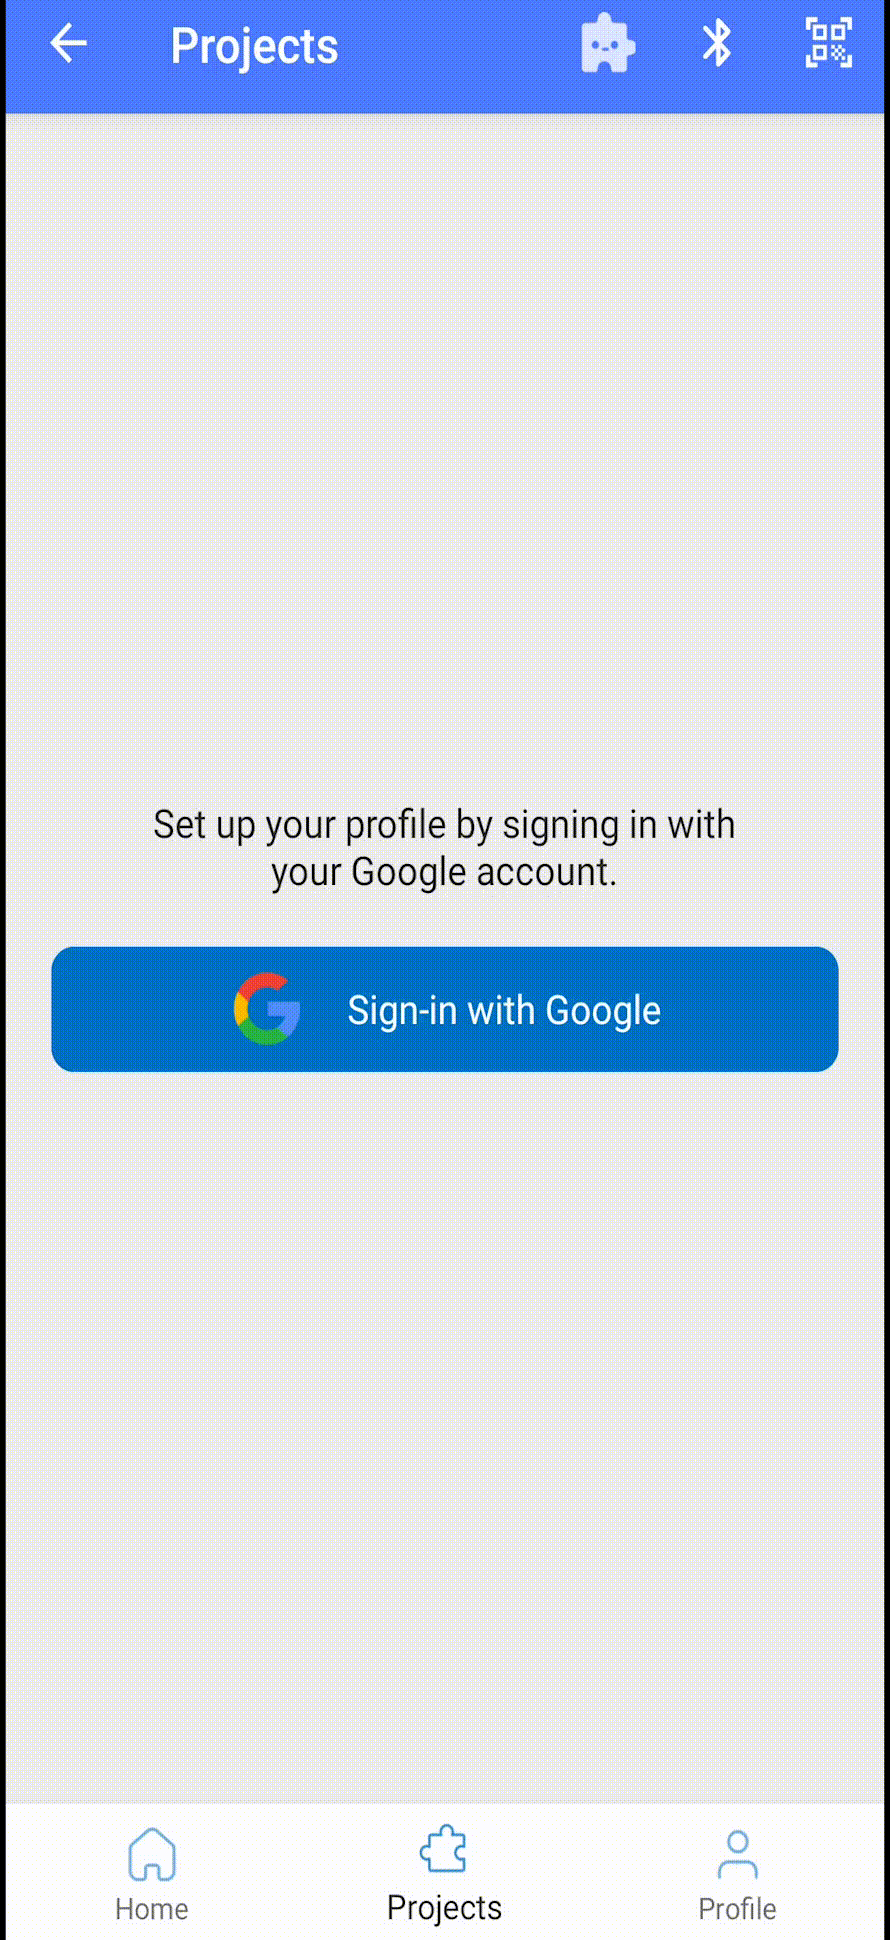 Projects
Set up your profile by signing in with
your Google account.
Sign-in with Google
Home
Projects
Profile